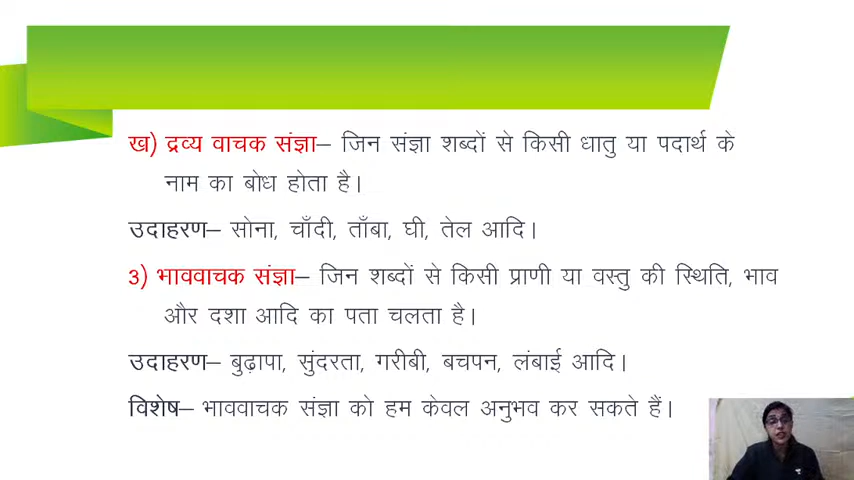 ख) द्रव्य वाचक संज्ञा– जिन संज्ञा शब्दों से किसी धातु या पदार्थ के
नाम का बोध होता है।
उदाहरण– सोना, चाँदी, ताँबा, घी, तेल आदि।
3) भाववाचक संज्ञा– जिन शब्दों से किसी प्राणी या वस्तु की स्थिति, भाव
और दशा आदि का पता चलता है।
उदाहरण– बुढ़ापा, सुंदरता, गरीबी, बचपन, लंबाई आदि।
विशेष– भाववाचक संज्ञा को हम केवल अनुभव कर सकते हैं।